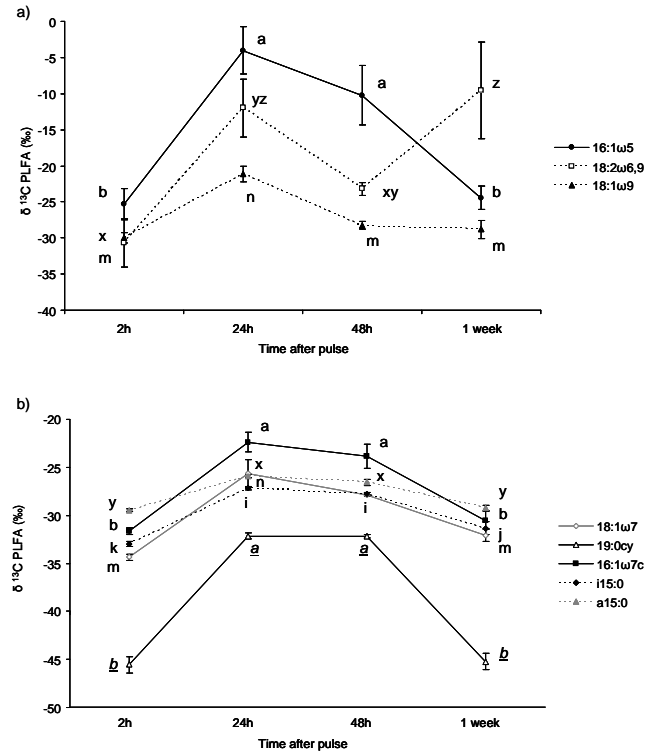 a)
0
-5
-10
-15
-20
-25
-30
-35
-40
δ ¹³C PLFA (‰)
a
a
yz
z
b
xy
b
x
n
m
m
m
16:1ω5
18:2ω6,9
18:1ω9
2h 24h 48h 1 week
Time after pulse
b)
-20
-25
-30
-35
-40
-45
-50
δ ¹³C PLFA (‰)
a
a
x
x
n
y
y
i
i
b
b
k
j
m
m
a
a
b
b
18:1ω7
19:0cy
16:1ω7c
i15:0
a15:0
2h 24h 48h 1 week
Time after pulse